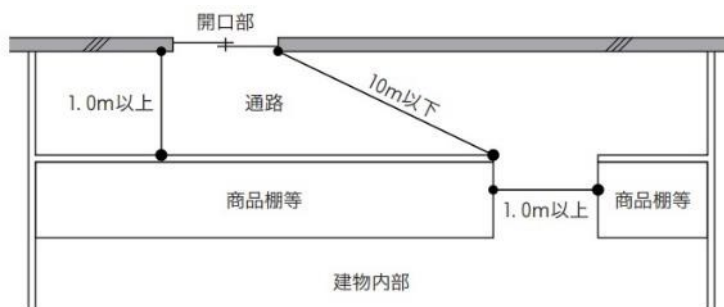 開口部
1.0m以上
通路
10m以下
商品棚等
1.0m以上
商品棚等
建物内部